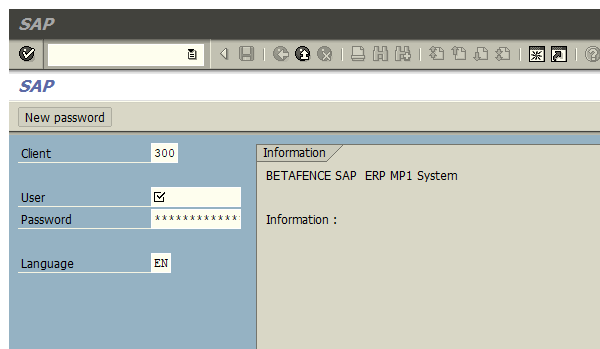 SAP
SAP
New password
Client 300
Information
BETAFENCE SAP ERP MP1 System
User
Password ************
Information :
Language EN